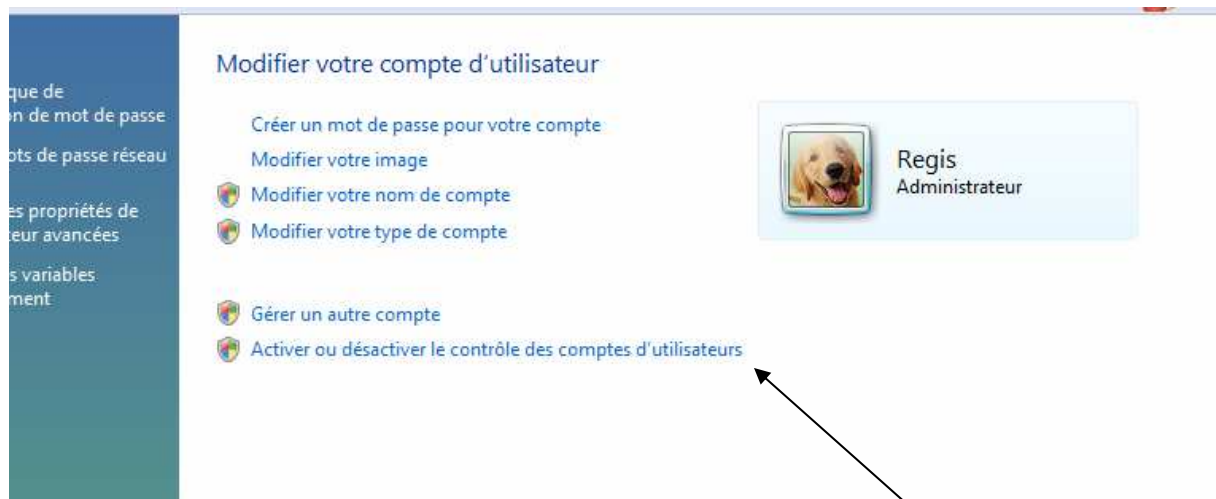 que de
on de mot de passe
ots de passe réseau
es propriétés de
teur avancées
s variables
ment
Modifier votre compte d'utilisateur
Créer un mot de passe pour votre compte
Modifier votre image
Modifier votre nom de compte
Modifier votre type de compte
Gérer un autre compte
Activer ou désactiver le contrôle des comptes d'utilisateurs
Regis
Administrateur